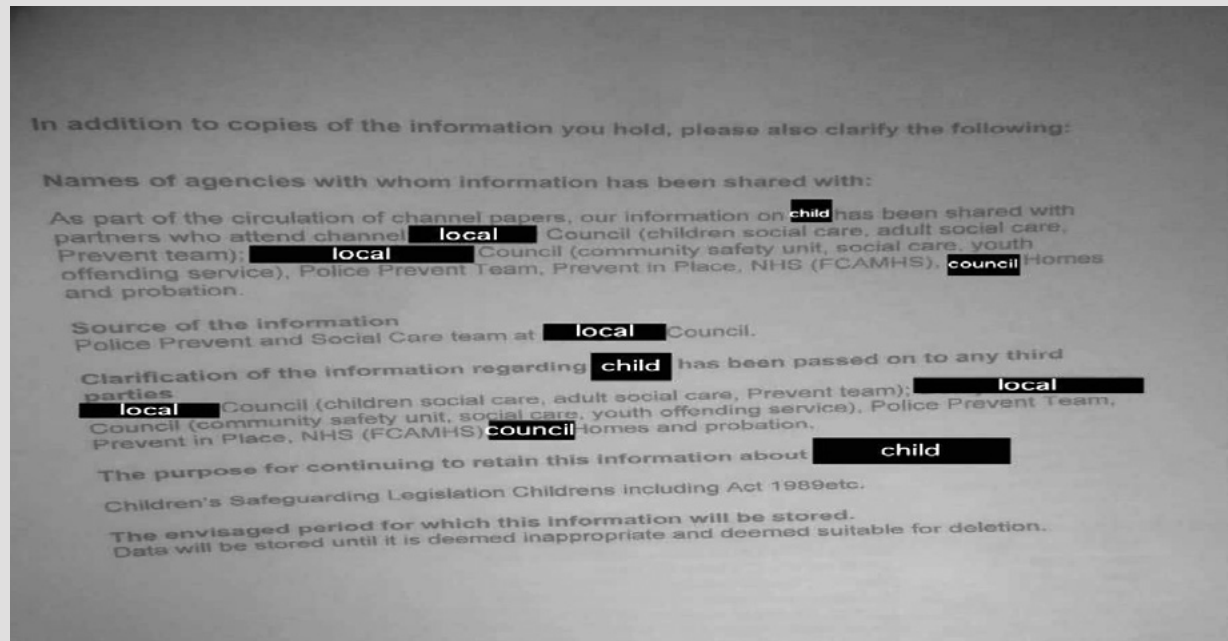 In addition to copies of the information you hold, please also clarify the following:
Names of agencies with whom information has been shared with:
As part of the circulation of channel papers, our information on child has been shared with
partners who attend channel local Council (children social care, adult social care,
Prevent team); local Council (community safety unit, social care, youth
offending service), Police Prevent Team, Prevent in Place, NHS (FCAMHS), council Homes
and probation.
Source of the information
Police Prevent and Social Care team at local Council.
Clarification of the information regarding child has been passed on to any third
parties
local Council (children social care, adult social care, Prevent team); local
Council (community safety unit, social care, youth offending service), Police Prevent Team,
Prevent in Place, NHS (FCAMHS) council Homes and probation.
The purpose for continuing to retain this information about child
Children's Safeguarding Legislation Childrens including Act 1989etc.
The envisaged period for which this information will be stored.
Data will be stored until it is deemed inappropriate and deemed suitable for deletion.